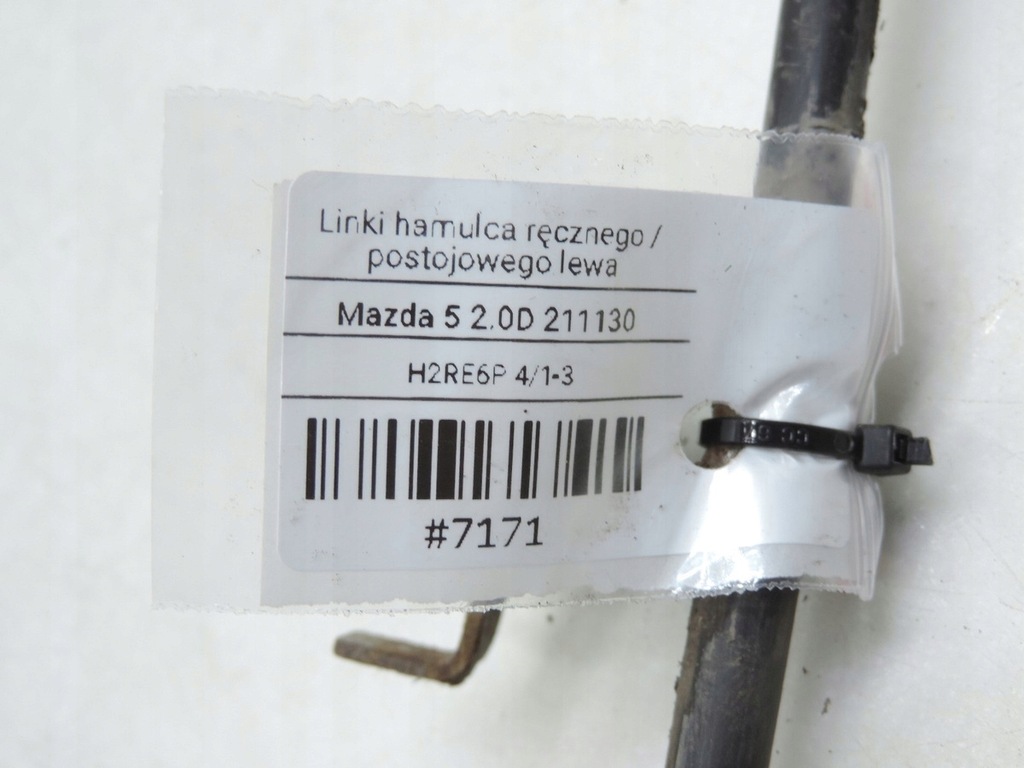 Linki hamulca ręcznego /
postojowego lewa
Mazda 5 2.0D 211130
H2RE6P 4/1-3
#7171